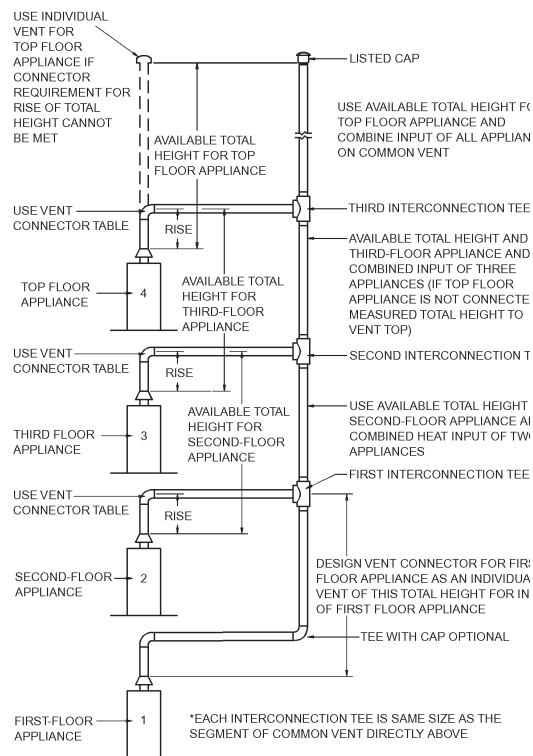 USE INDIVIDUAL
VENT FOR
TOP FLOOR
APPLIANCE IF
CONNECTOR
REQUIREMENT FOR
RISE OF TOTAL
HEIGHT CANNOT
BE MET
LISTED CAP
USE AVAILABLE TOTAL HEIGHT
TOP FLOOR APPLIANCE AND
COMBINE INPUT OF ALL
ON COMMON VENT
AVAILABLE TOTAL
HEIGHT FOR TOP
FLOOR APPLIANCE
USE VENT
CONNECTOR TABLE
RISE
THIRD INTERCONNECTION TEE
AVAILABLE TOTAL HEIGHT AND
THIRD-FLOOR APPLIANCE AND
COMBINED INPUT OF THREE
APPLIANCES (IF TOP FLOOR
APPLIANCE IS NOT
MEASURED TOTAL HEIGHT TO
VENT TOP)
TOP FLOOR
APPLIANCE
4
AVAILABLE TOTAL
HEIGHT FOR
THIRD-FLOOR
APPLIANCE
USE VENT
CONNECTOR TABLE
RISE
SECOND INTERCONNECTION
THIRD FLOOR
APPLIANCE
3
AVAILABLE TOTAL
HEIGHT FOR
SECOND-FLOOR
APPLIANCE
USE AVAILABLE TOTAL HEIGHT
SECOND-FLOOR APPLIANCE
COMBINED HEAT INPUT OF
APPLIANCES
FIRST INTERCONNECTION TEE
USE VENT
CONNECTOR TABLE
RISE
SECOND-FLOOR
APPLIANCE
2
DESIGN VENT CONNECTOR FOR
FLOOR APPLIANCE AS AN
VENT OF THIS TOTAL HEIGHT FOR
OF FIRST FLOOR APPLIANCE
TEE WITH CAP OPTIONAL
FIRST-FLOOR
APPLIANCE
1
*EACH INTERCONNECTION TEE IS SAME SIZE AS THE
SEGMENT OF COMMON VENT DIRECTLY ABOVE